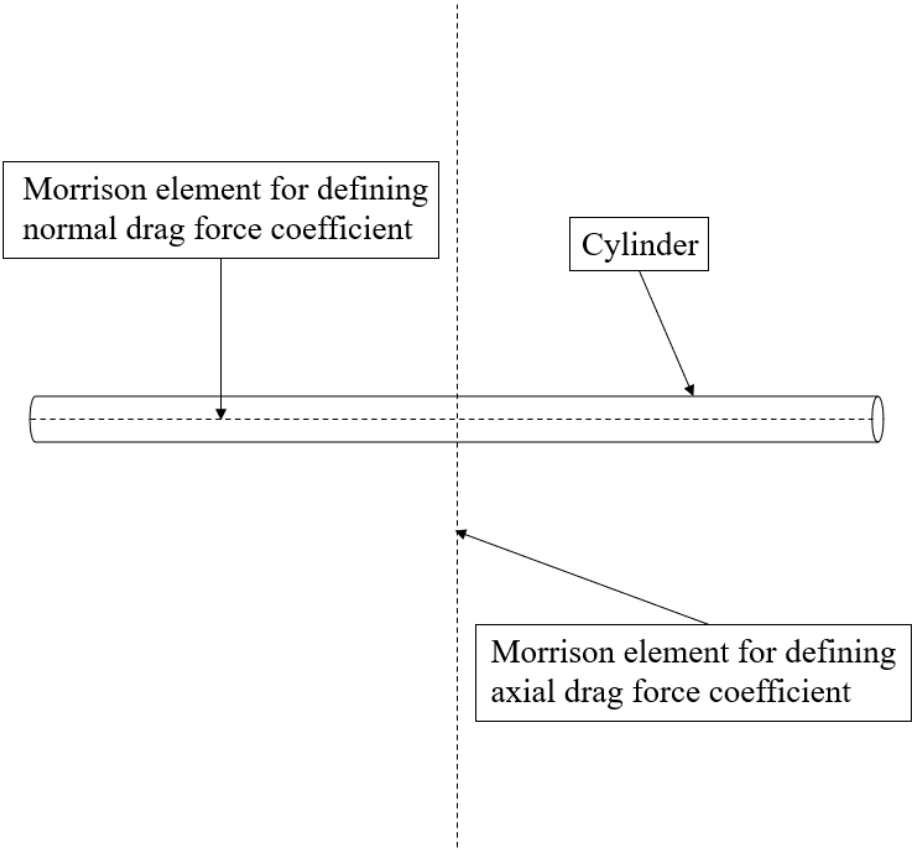 Morrison element for defining
normal drag force coefficient
Cylinder
Morrison element for defining
axial drag force coefficient